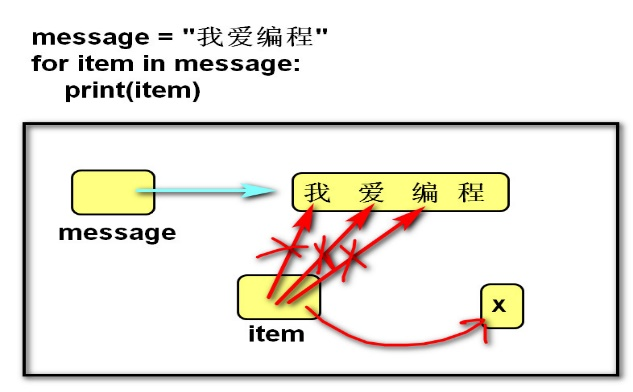 message = "我爱编程"
for item in message:
    print(item)
我 爱 编 程
message
item
x